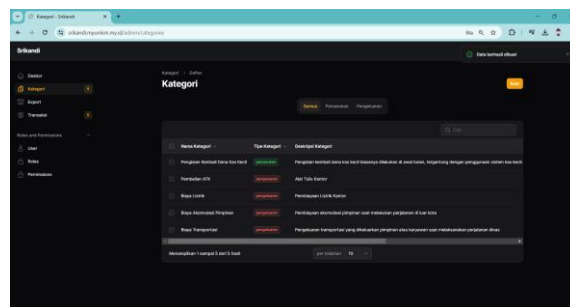 Kategori - Srikandi
srikandi.myunkm.my.id/admin/categories
Srikandi
Data berhasil dibuat
Dasbor
Kategori
Export
Transaksi
Roles and Permissions
User
Roles
Permissions
Kategori > Daftar
Kategori
Buat
Semua Pemasukan Pengeluaran
Cari
Nama Kategori Tipe Kategori Deskripsi Kategori
Pengisian Kembali Dana Kas Kecil pemasukan Pengisian kembali dana kas kecil biasanya dilakukan di awal bulan, tergantung dengan penggunaan sistem kas kecil
Pembelian ATK pengeluaran Alat Tulis Kantor
Biaya Listrik pengeluaran Pembiayaan Listrik Kantor
Biaya Akomodasi Pimpinan pengeluaran Pembiayaan akomodasi pimpinan saat melakukan perjalanan di luar kota
Biaya Transportasi pengeluaran Pengeluaran transportasi yang dikeluarkan pimpinan atau karyawan saat melaksanakan perjalanan dinas
Menampilkan 1 sampai 5 dari 5 hasil
per halaman 10